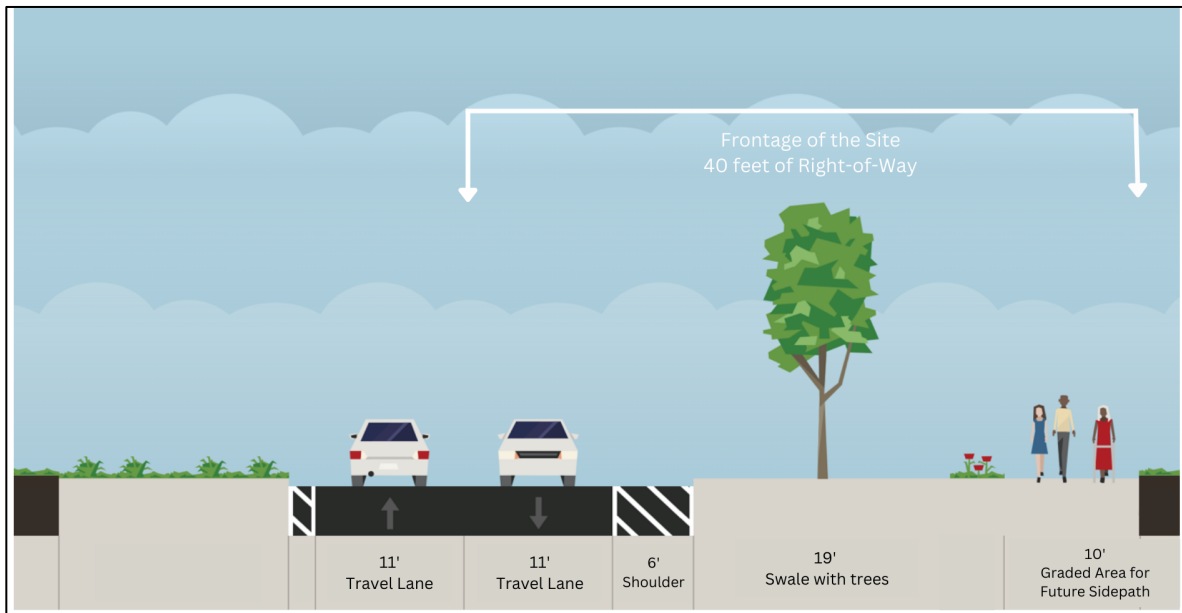 Frontage of the Site
40 feet of Right-of-Way
11'
Travel Lane
11'
Travel Lane
6'
Shoulder
19'
Swale with trees
10'
Graded Area for
Future Sidepath